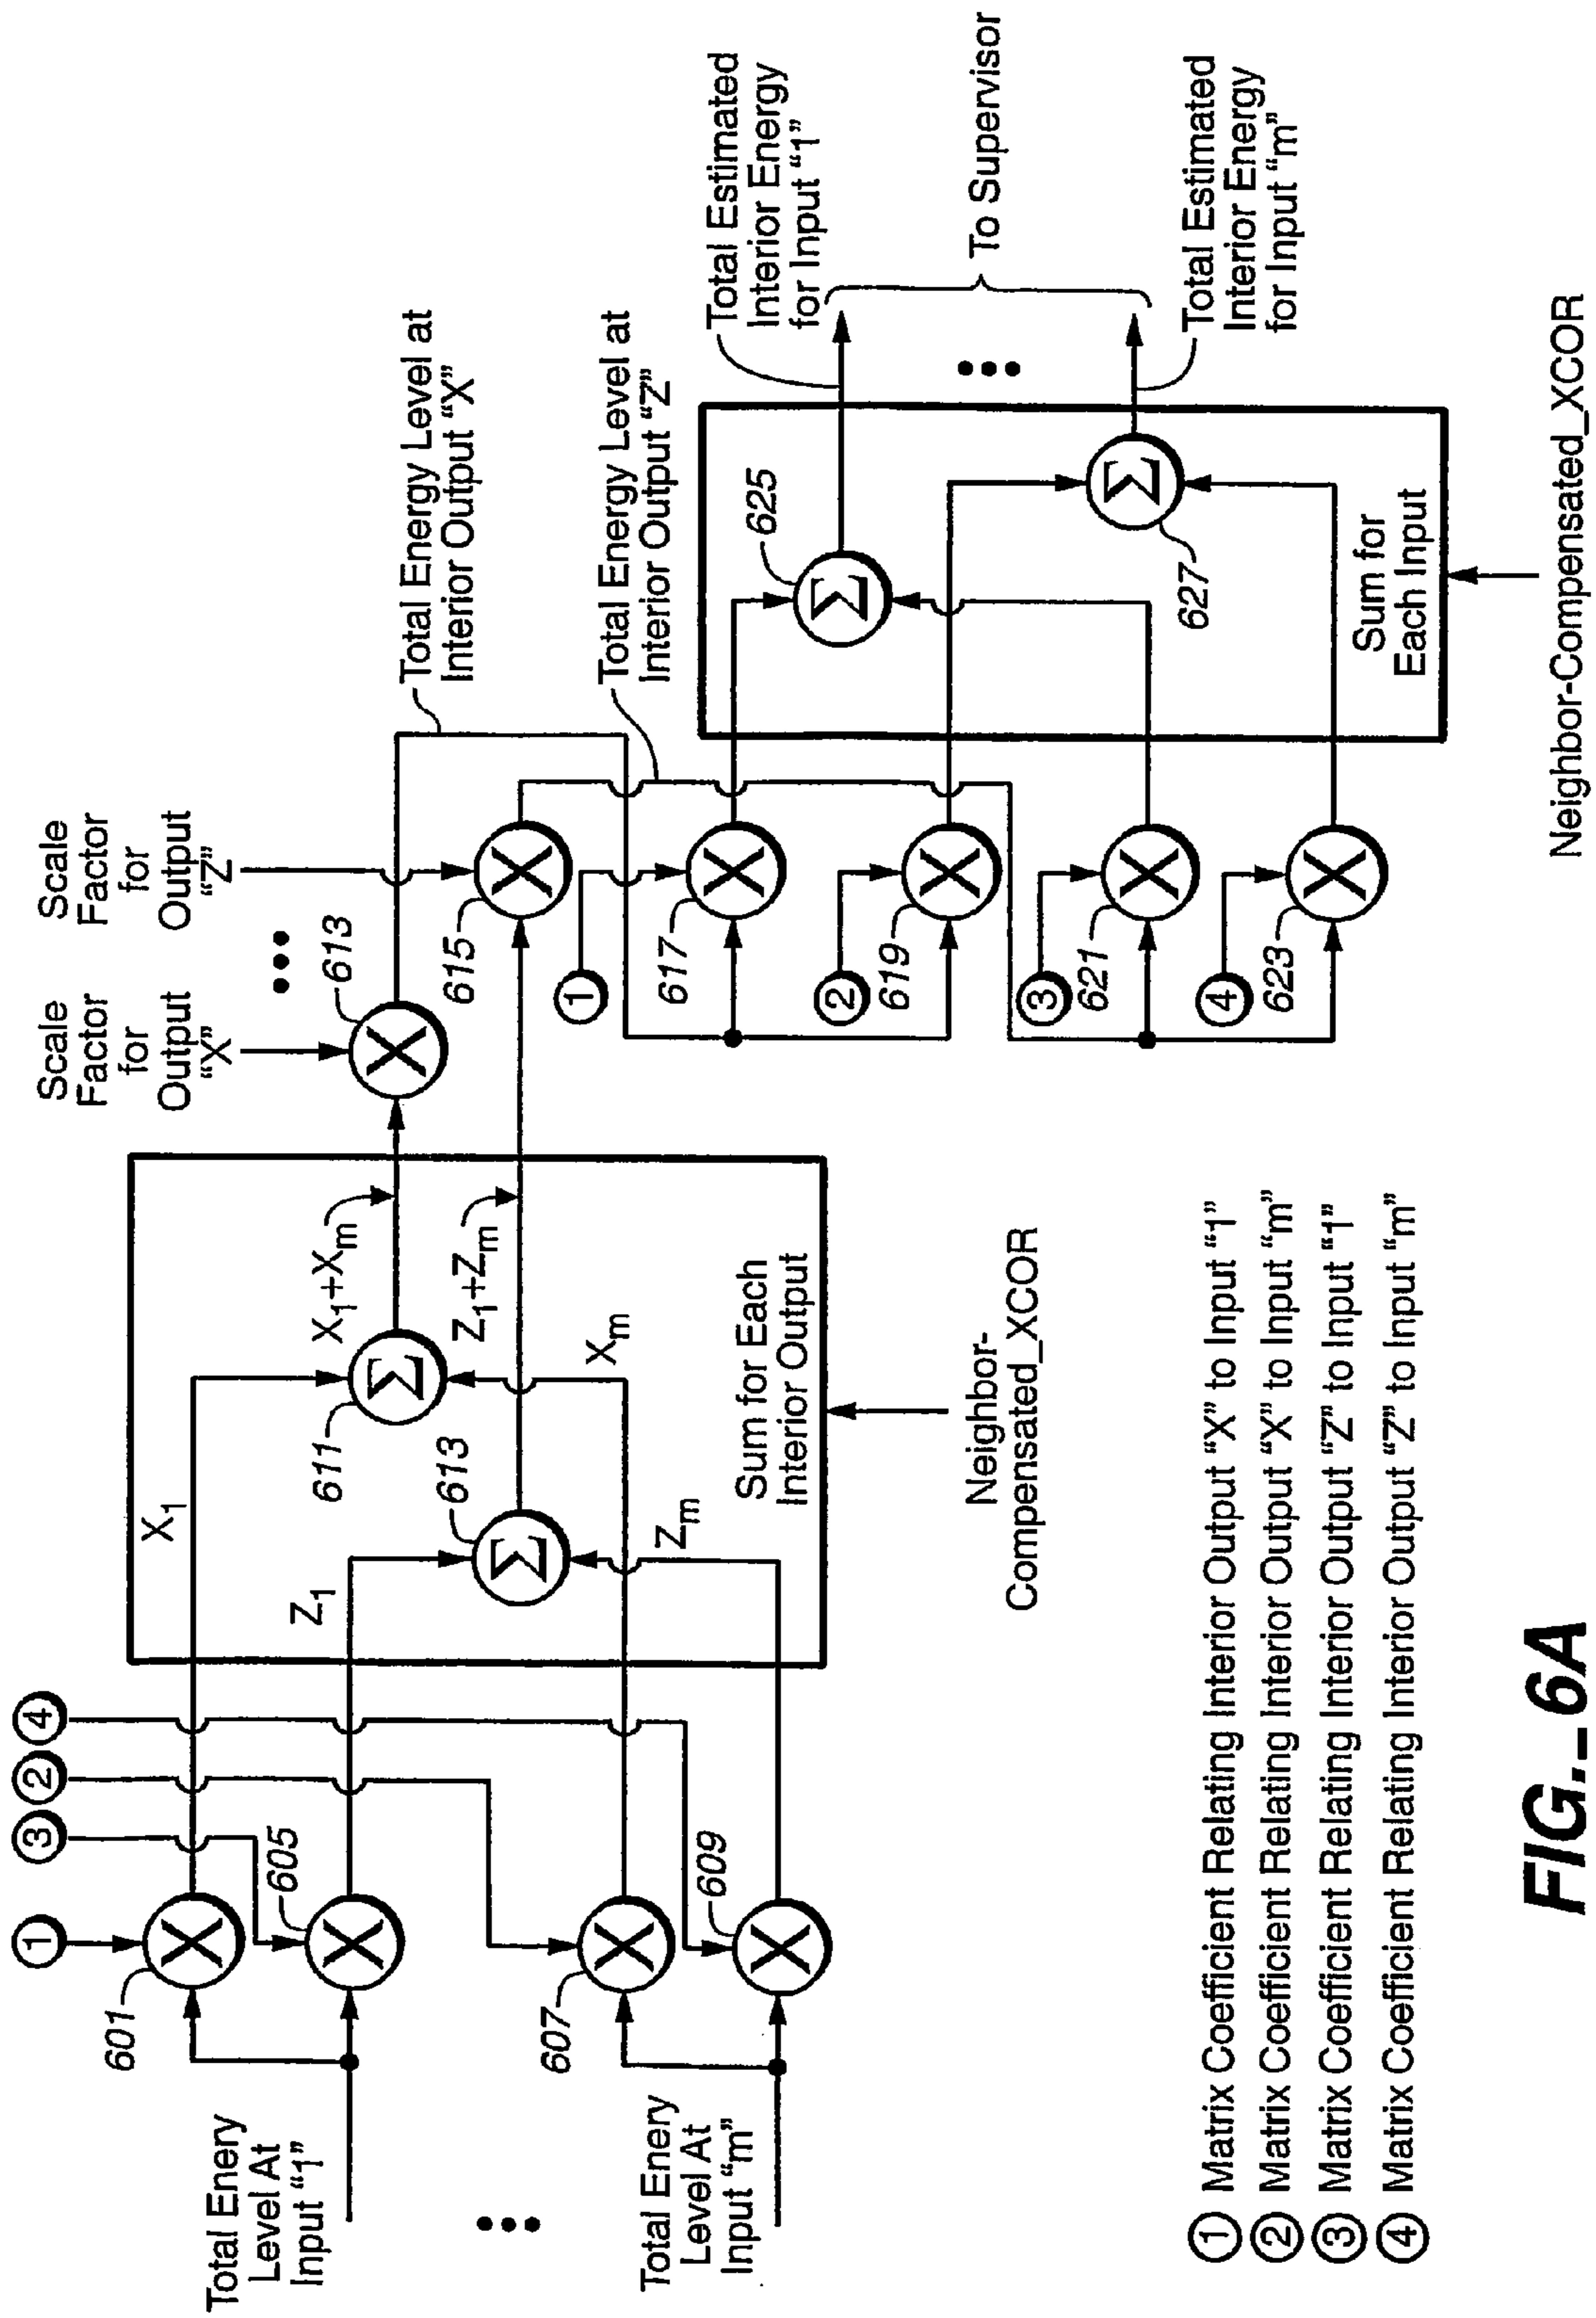 Total Enery
Level At
Input “1”
Total Enery
Level At
Input “m”
1
3
2
4
601
605
607
609
X1
Z1
Xm
Zm
611
613
X1+Xm
Z1+Zm
Sum for Each
Interior Output
Neighbor-
Compensated_XCOR
Scale
Factor
for
Output
“X”
Scale
Factor
for
Output
“Z”
613
615
Total Energy Level at
Interior Output “X”
Total Energy Level at
Interior Output “Z”
1
617
2
619
3
621
4
623
625
627
Sum for
Each Input
Neighbor-Compensated_XCOR
Total Estimated
Interior Energy
for Input “1”
To Supervisor
Total Estimated
Interior Energy
for Input “m”
1 Matrix Coefficient Relating Interior Output “X” to Input “1”
2 Matrix Coefficient Relating Interior Output “X” to Input “m”
3 Matrix Coefficient Relating Interior Output “Z” to Input “1”
4 Matrix Coefficient Relating Interior Output “Z” to Input “m”
FIG._6A